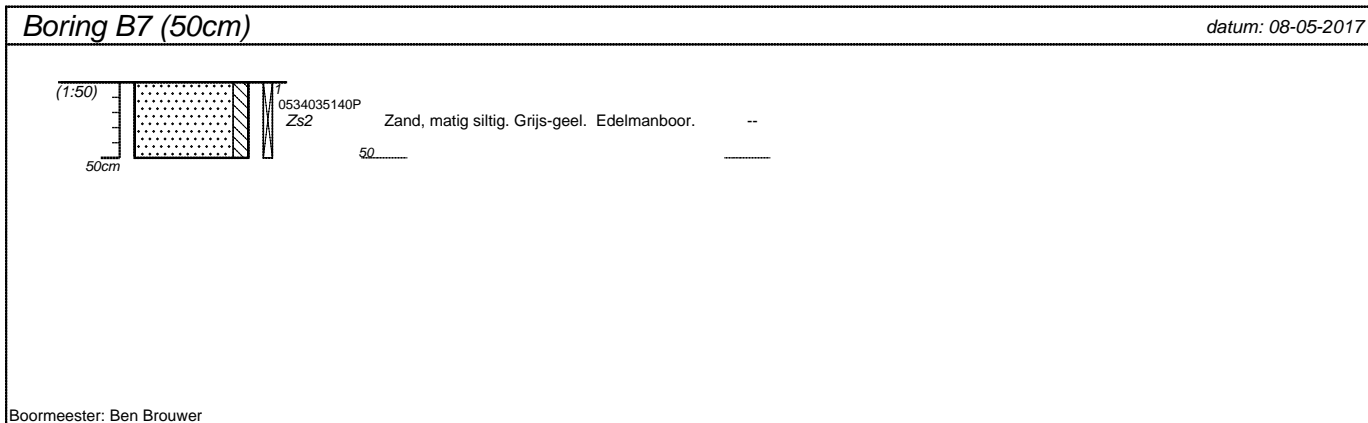 Boring B7 (50cm) datum: 08-05-2017
(1:50) 1
0534035140P
Zs2 Zand, matig siltig. Grijs-geel. Edelmanboor. --
50
50cm
Boormeester: Ben Brouwer